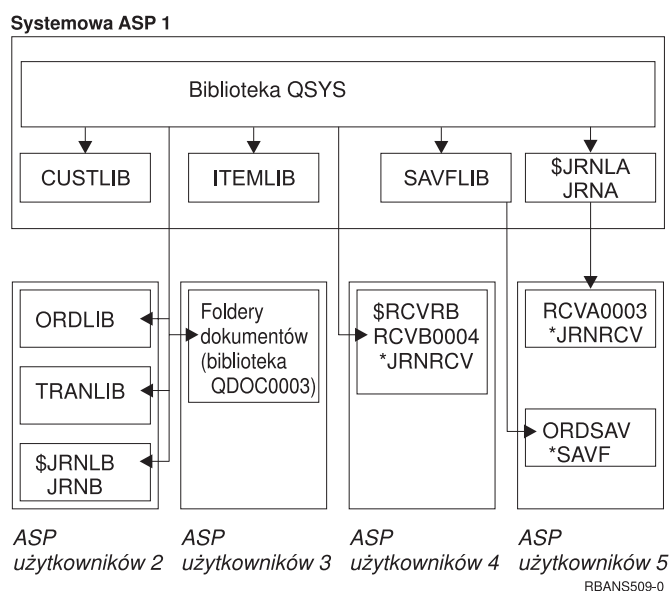 Systemowa ASP 1
Biblioteka QSYS
CUSTLIB
ITEMLIB
SAVFLIB
$JRNLA
JRNA
ORDLIB
TRANLIB
$JRNLB
JRNB
Foldery
dokumentów
(biblioteka
QDOC0003)
$RCVRB
RCVB0004
*JRNRCV
RCVA0003
*JRNRCV
ORDSAV
*SAVF
ASP
użytkowników 2
ASP
użytkowników 3
ASP
użytkowników 4
ASP
użytkowników 5
RBANS509-0